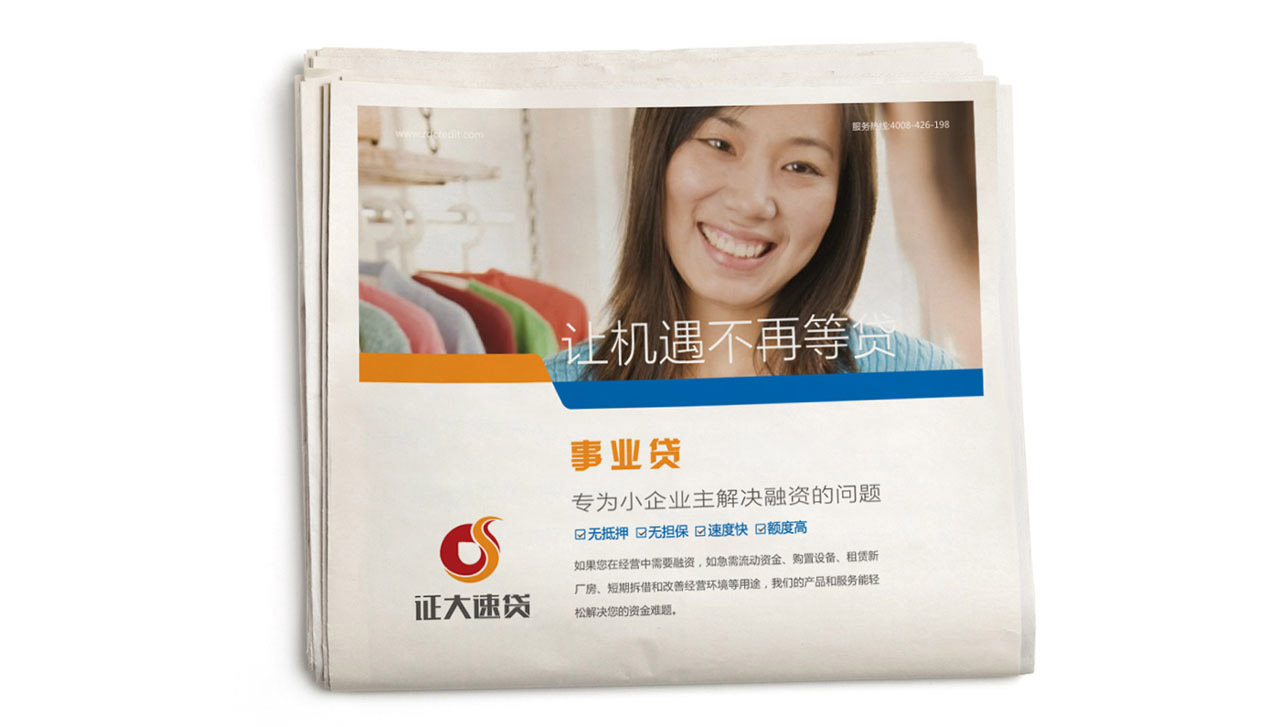 www.zdcredit.com
服务热线:4008-426-198
让机遇不再等贷
事业贷
专为小企业主解决融资的问题
☑无抵押 ☑无担保 ☑速度快 ☑额度高
如果您在经营中需要融资，如急需流动资金、购置设备、租赁新
厂房、短期拆借和改善经营环境等用途，我们的产品和服务能轻
松解决您的资金难题。
证大速贷